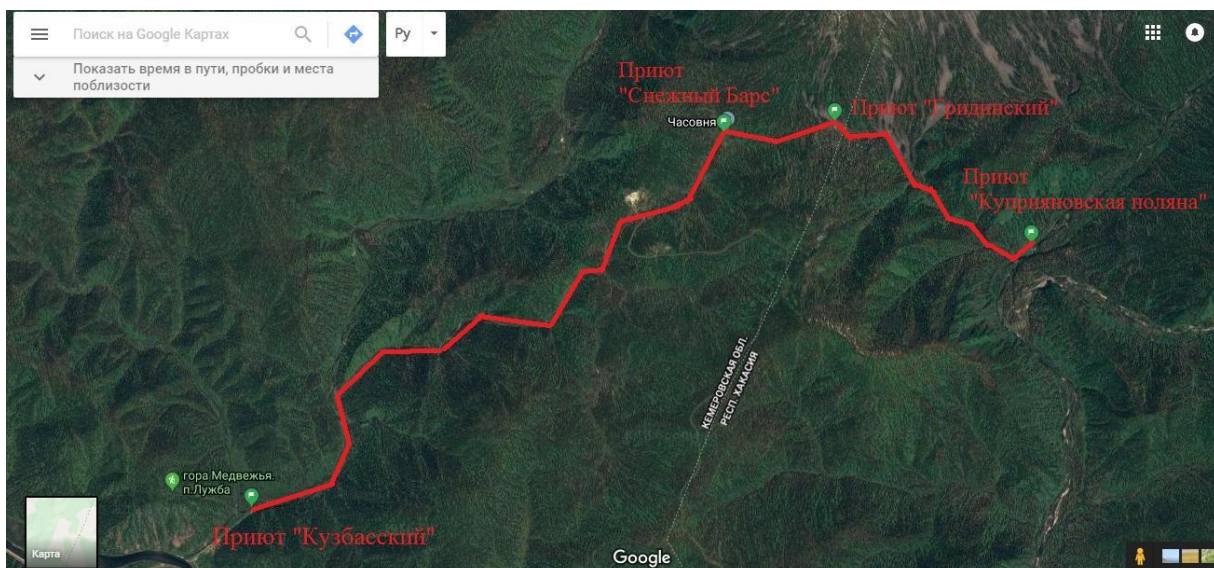 Поиск на Google Картах
Ру
Показать время в пути, пробки и места
поблизости
Приют
"Снежный Барс"
Часовня
Приют "Гридинский"
Приют
"Куприяновская поляна"
КЕМЕРОВСКАЯ ОБЛ.
РЕСП. ХАКАСИЯ
гора Медвежья.
п.Лужба
Приют "Кузбасский"
Карта
Google